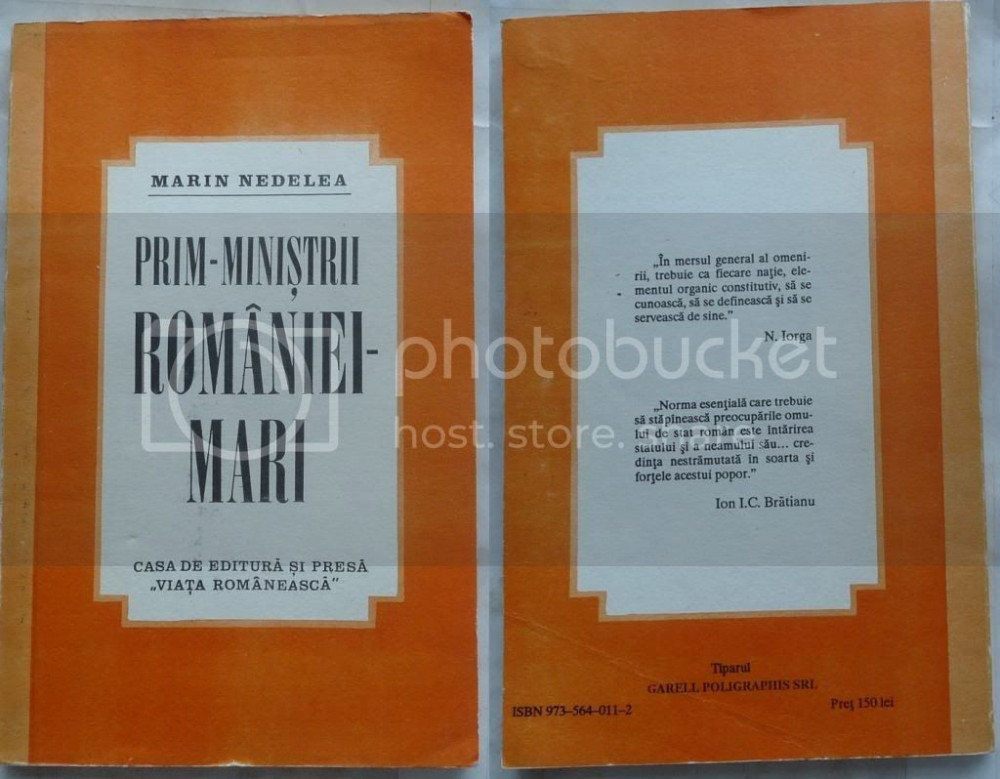 MARIN NEDELEA
PRIM-MINIȘTRII
ROMÂNIEI-
MARI
CASA DE EDITURĂ ȘI PRESĂ
„VIAȚA ROMÂNEASCĂ”
„În mersul general al omeni-
rii, trebuie ca fiecare nație, ele-
mentul organic constitutiv, să se
cunoască, să se definească și să se
servească de sine.”
N. Iorga
„Norma esențială care trebuie
să stăpînească preocupările omu-
lui de stat român este întărirea
statului și a neamului său... cre-
dința nestrămutată în soarta și
forțele acestui popor.”
Ion I.C. Brătianu
Tiparul
GARELL POLIGRAPHIS SRL
ISBN 973-564-011-2
Preț 150 lei
photobucket
host. store.